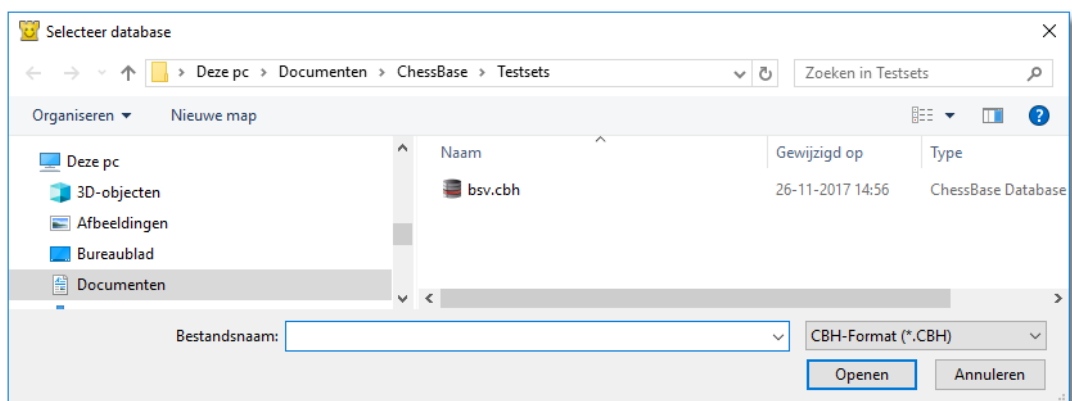 Selecteer database
Deze pc > Documenten > ChessBase > Testsets
Zoeken in Testsets
Organiseren
Nieuwe map
?
Deze pc
3D-objecten
Afbeeldingen
Bureaublad
Documenten
Naam
Gewijzigd op
Type
bsv.cbh
26-11-2017 14:56
ChessBase Database
Bestandsnaam:
CBH-Format (*.CBH)
Openen
Annuleren